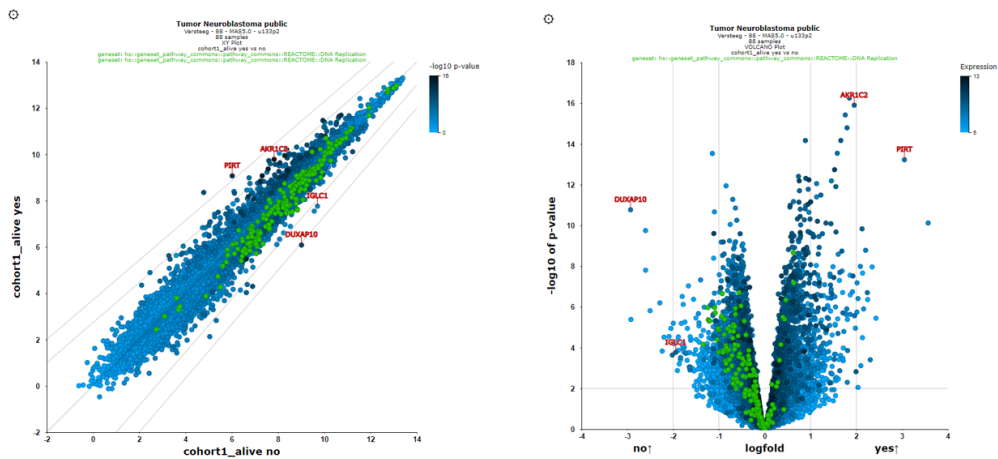 Tumor Neuroblastoma public
Versteeg - 88 - MAS5.0 - u133p2
88 samples
XY Plot
cohort1_alive yes vs no
geneset: hs::geneset_pathway_commons::pathway_commons::REACTOME::DNA Replication
geneset: hs::geneset_pathway_commons::pathway_commons::REACTOME::DNA Replication
-log10 p-value
16
0
14
12
10
8
6
4
2
0
-2
cohort1_alive yes
PIRT
AKR1C2
IGLC1
DUXAP10
-2
0
2
4
6
8
10
12
14
cohort1_alive no
Tumor Neuroblastoma public
Versteeg - 88 - MAS5.0 - u133p2
88 samples
VOLCANO Plot
cohort1_alive yes vs no
geneset: hs::geneset_pathway_commons::pathway_commons::REACTOME::DNA Replication
Expression
13
18
16
14
12
10
8
6
4
2
0
-log10 of p-value
AKR1C2
PIRT
DUXAP10
IGLC1
-4
-3
-2
-1
0
1
2
3
4
no↑
logfold
yes↑